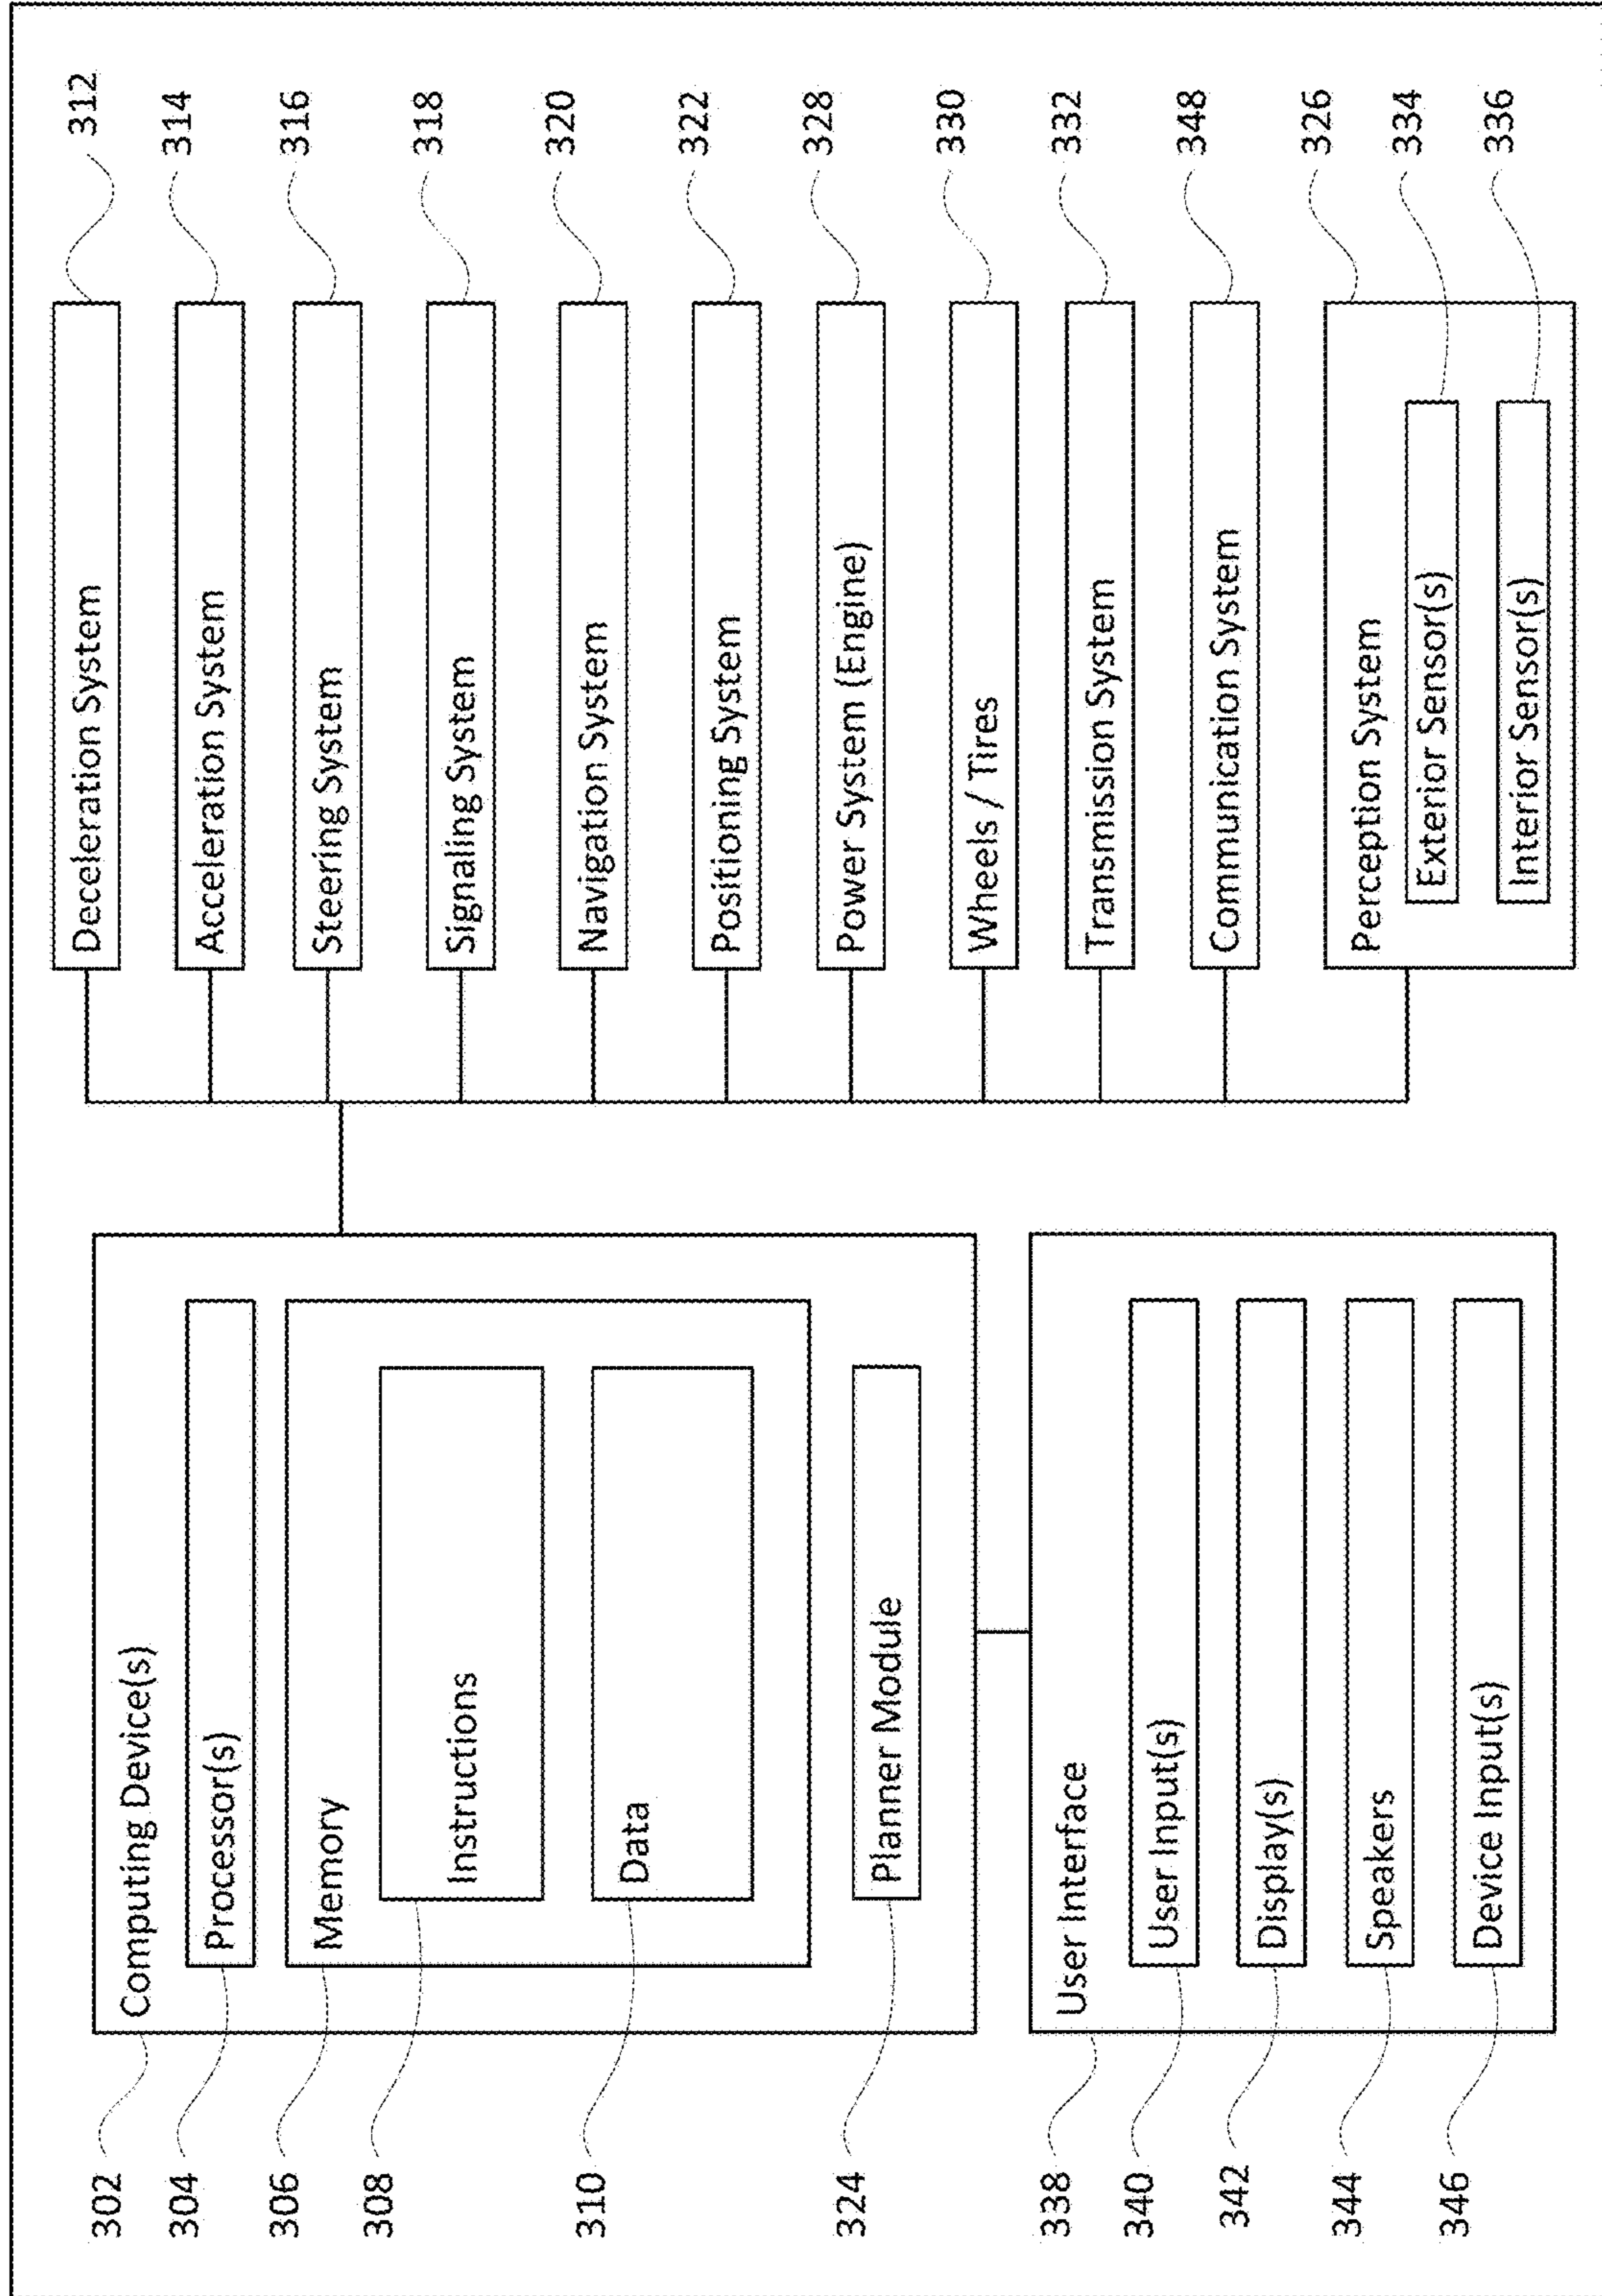 302 Computing Device(s)
304 Processor(s)
306 Memory
308 Instructions
310 Data
324 Planner Module
338 User Interface
340 User Input(s)
342 Display(s)
344 Speakers
346 Device Input(s)
Deceleration System 312
Acceleration System 314
Steering System 316
Signaling System 318
Navigation System 320
Positioning System 322
Power System (Engine) 328
Wheels / Tires 330
Transmission System 332
Communication System 348
Perception System 326
Exterior Sensor(s) 334
Interior Sensor(s) 336